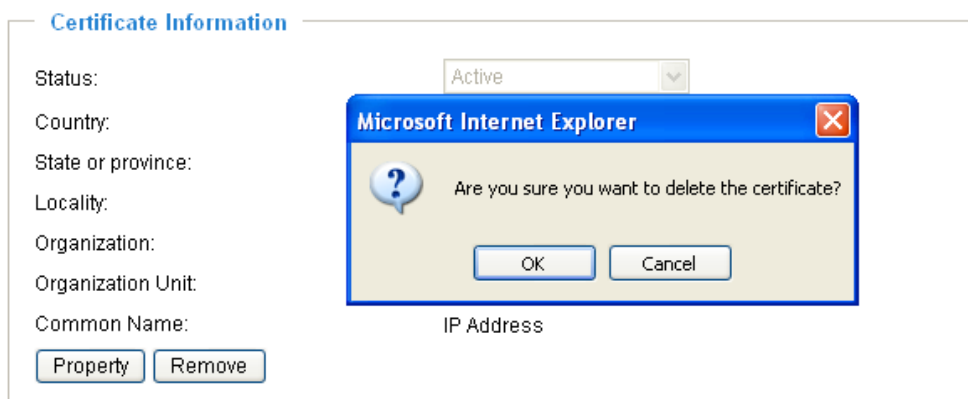 Certificate Information
Status:
Active
Country:
Microsoft Internet Explorer
State or province:
?
Are you sure you want to delete the certificate?
Locality:
Organization:
OK
Cancel
Organization Unit:
Common Name:
IP Address
Property
Remove